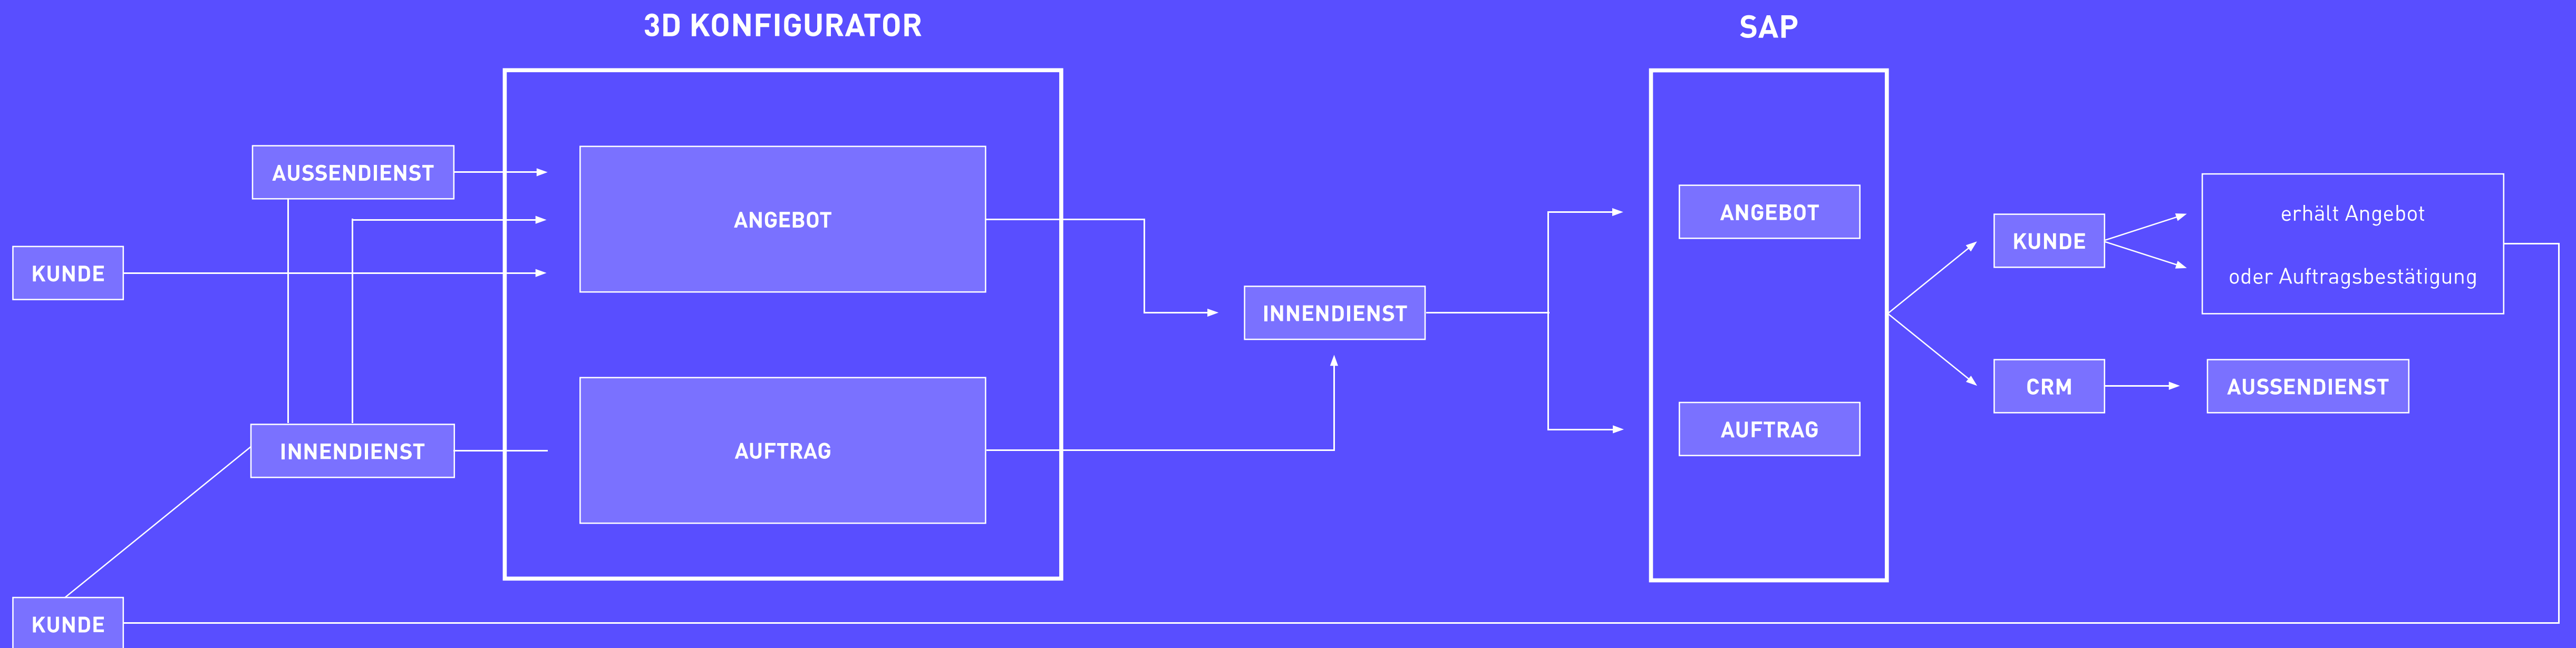 3D KONFIGURATOR
SAP
AUSSENDIENST
KUNDE
INNENDIENST
KUNDE
ANGEBOT
AUFTRAG
INNENDIENST
ANGEBOT
AUFTRAG
KUNDE
erhält Angebot
oder Auftragsbestätigung
CRM
AUSSENDIENST